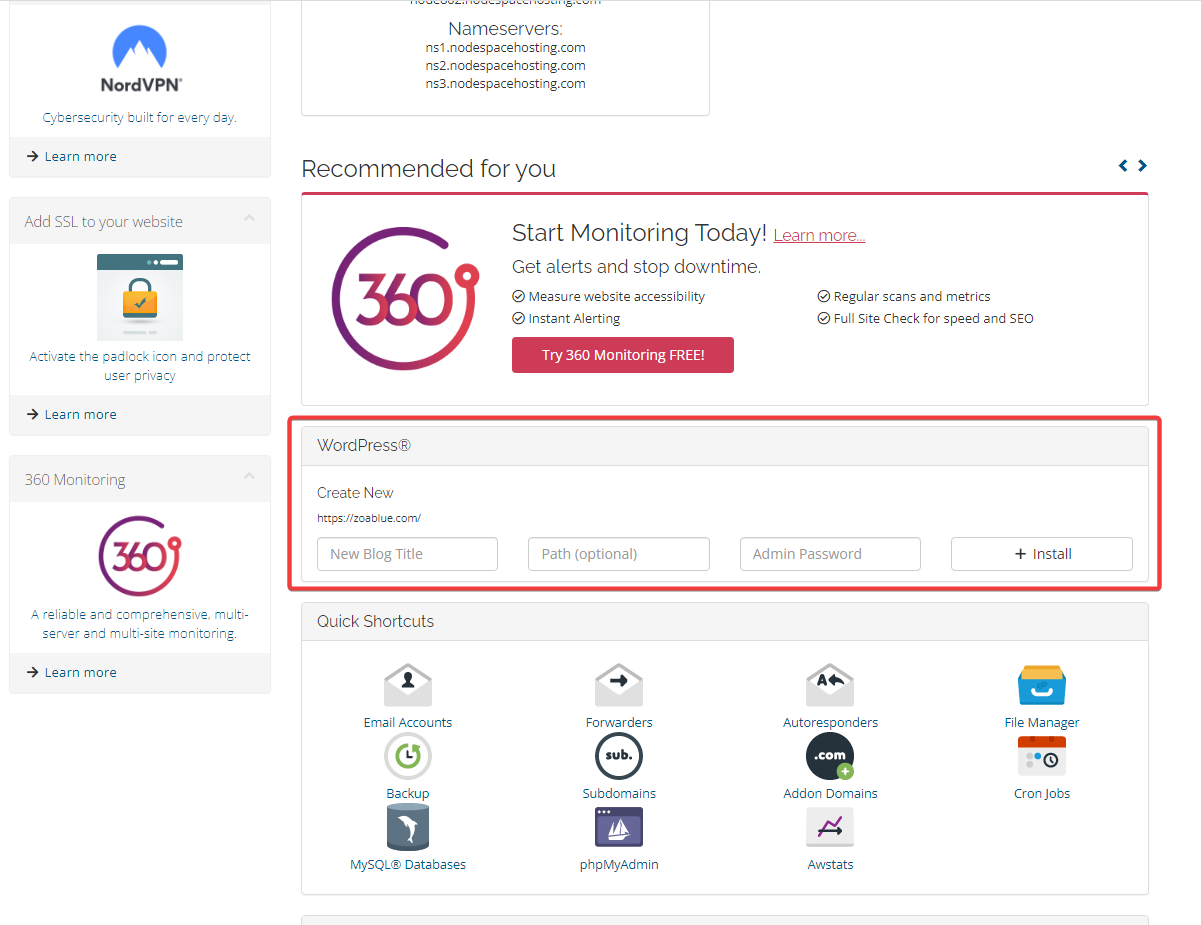 node002.nodespacehosting.com
Nameservers:
ns1.nodespacehosting.com
ns2.nodespacehosting.com
ns3.nodespacehosting.com
NordVPN®
Cybersecurity built for every day.
Learn more
Add SSL to your website
Activate the padlock icon and protect
user privacy
Learn more
360 Monitoring
360
A reliable and comprehensive, multi-
server and multi-site monitoring.
Learn more
Recommended for you
360
Start Monitoring Today! Learn more...
Get alerts and stop downtime.
Measure website accessibility
Regular scans and metrics
Instant Alerting
Full Site Check for speed and SEO
Try 360 Monitoring FREE!
WordPress®
Create New
https://zoablue.com/
New Blog Title
Path (optional)
Admin Password
+ Install
Quick Shortcuts
Email Accounts
Forwarders
A
Autoresponders
File Manager
Backup
sub.
Subdomains
.com
Addon Domains
Cron Jobs
MySQL® Databases
phpMyAdmin
Awstats